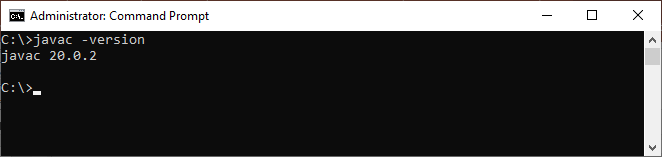 Administrator: Command Prompt
C:\>javac -version
javac 20.0.2
C:\>